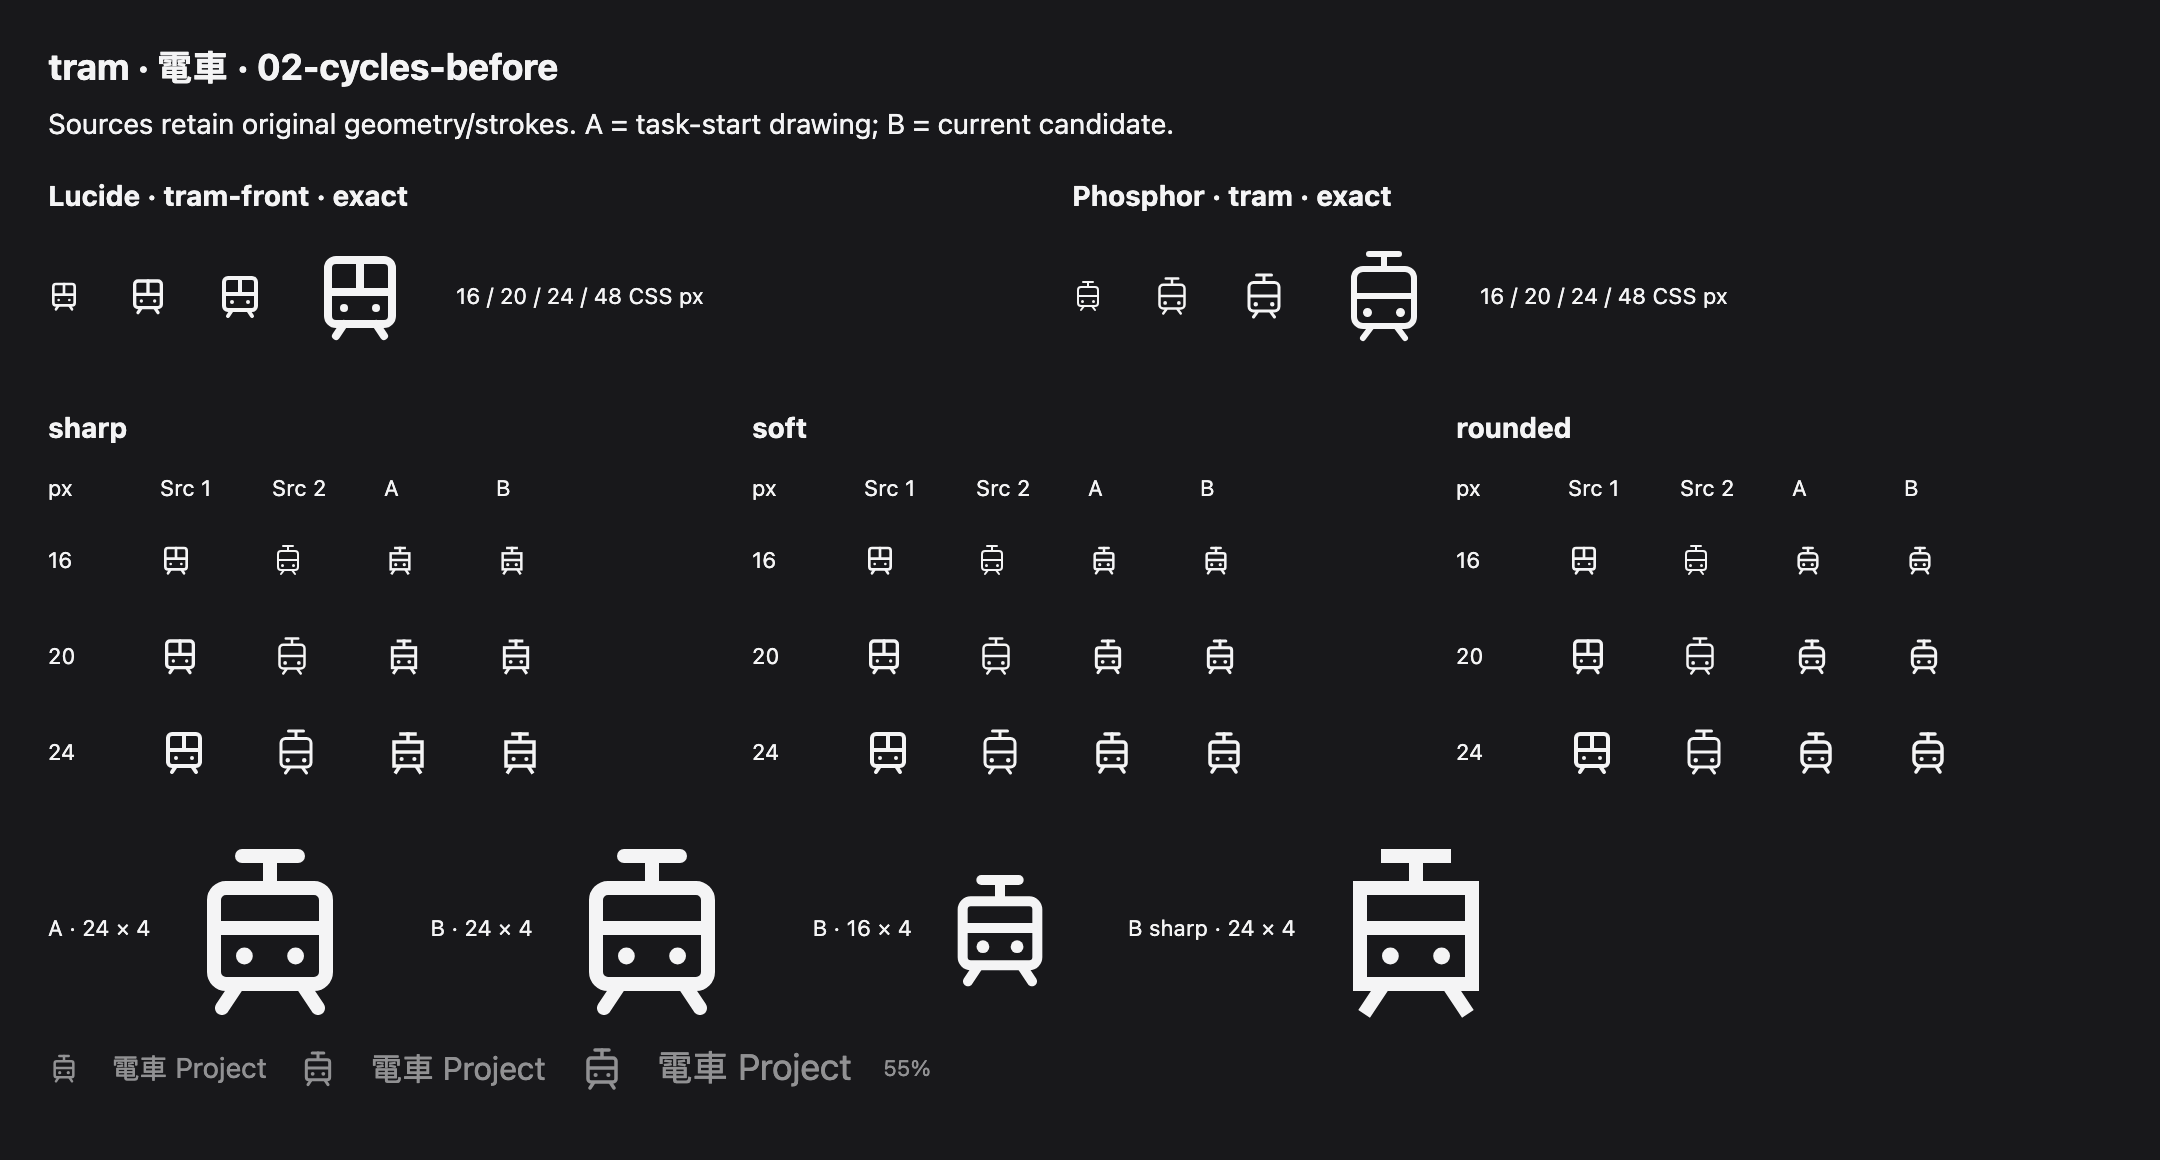 tram · 電車 · 02-cycles-before
Sources retain original geometry/strokes. A = task-start drawing; B = current candidate.
Lucide · tram-front · exact
Phosphor · tram · exact
16 / 20 / 24 / 48 CSS px
16 / 20 / 24 / 48 CSS px
sharp
soft
rounded
px Src 1 Src 2 A B
px Src 1 Src 2 A B
px Src 1 Src 2 A B
16
16
16
20
20
20
24
24
24
A · 24 × 4
B · 24 × 4
B · 16 × 4
B sharp · 24 × 4
電車 Project
電車 Project
電車 Project
55%